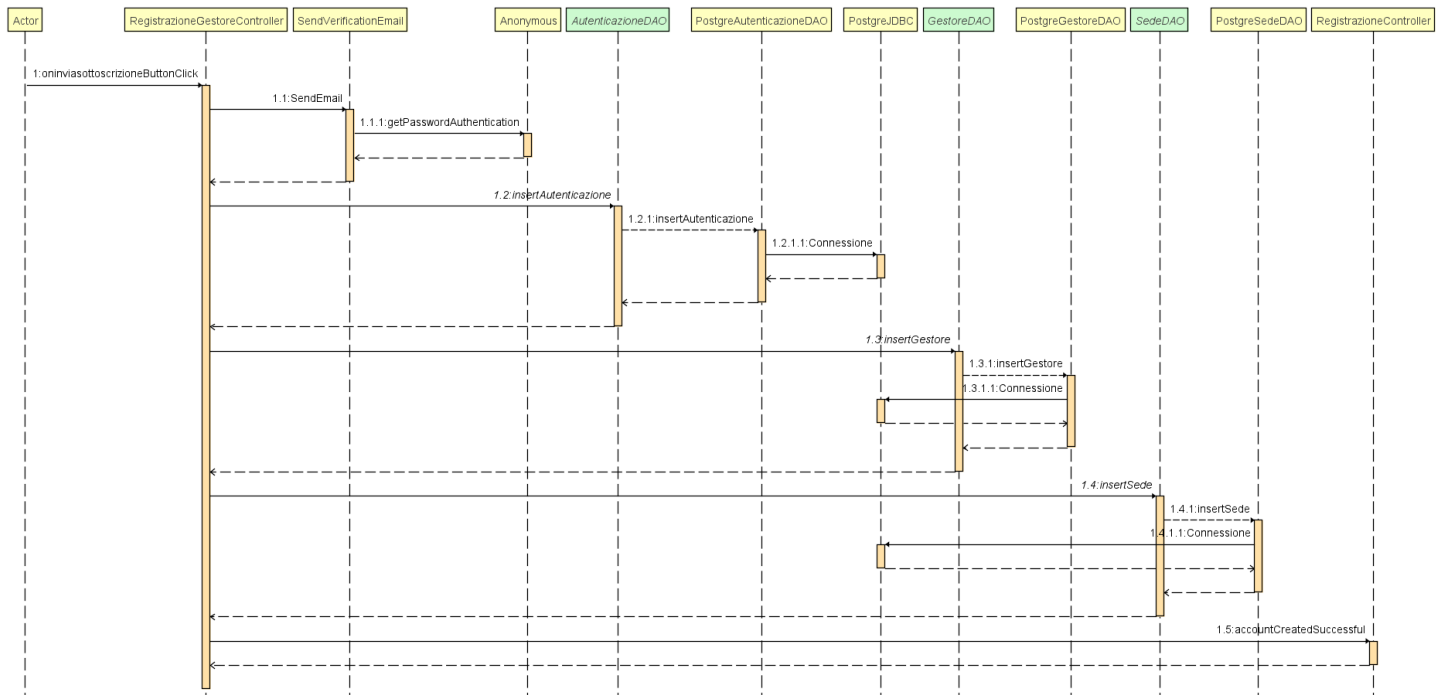 Actor
RegistrazioneGestoreController
SendVerificationEmail
Anonymous
AutenticazioneDAO
PostgreAutenticazioneDAO
PostgreJDBC
GestoreDAO
PostgreGestoreDAO
SedeDAO
PostgreSedeDAO
RegistrazioneController
1:oninviasottoscrizioneButtonClick
1.1:SendEmail
1.1.1:getPasswordAuthentication
1.2:insertAutenticazione
1.2.1:insertAutenticazione
1.2.1.1:Connessione
1.3:insertGestore
1.3.1:insertGestore
1.3.1.1:Connessione
1.4:insertSede
1.4.1:insertSede
1.4.1.1:Connessione
1.5:accountCreatedSuccessful